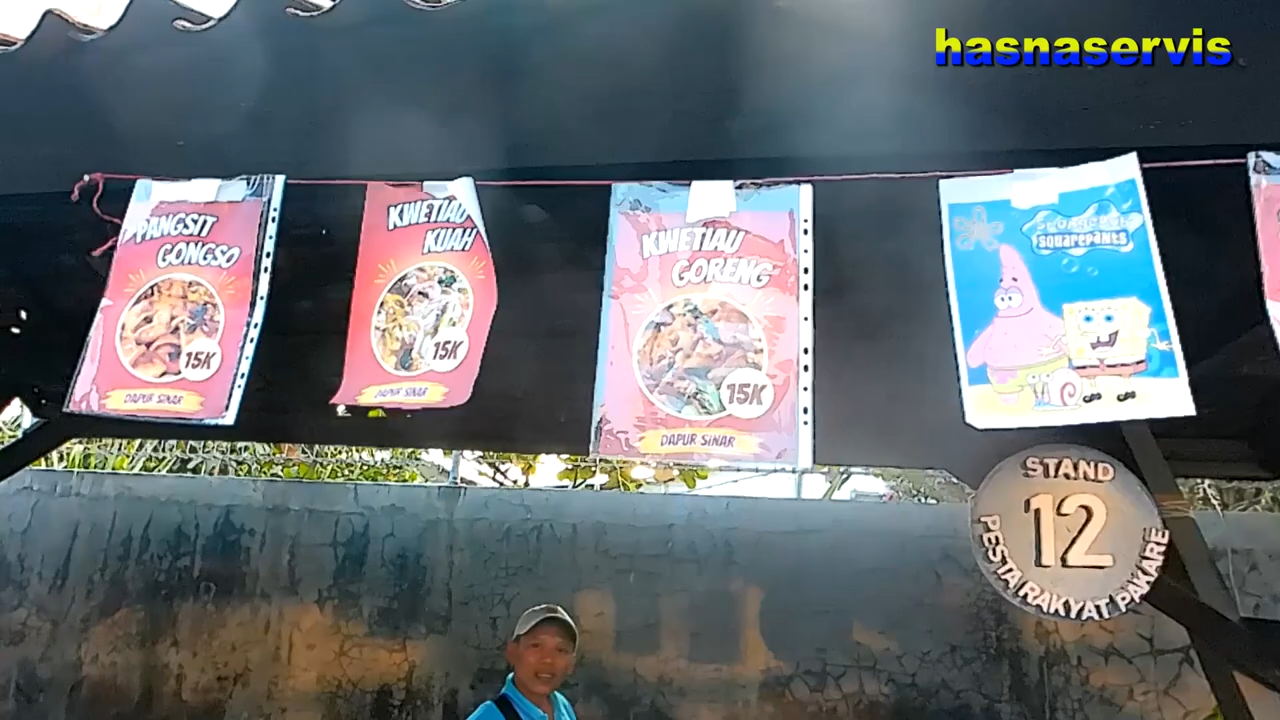 hasnaservis
PANGSIT
GONGSO
15K
DAPUR SINAR
KWETIAU
KUAH
15K
DAPUR SINAR
KWETIAU
GORENG
15K
DAPUR SINAR
SQUAREPANTS
STAND
12
PESTA RAKYAT PAKARE